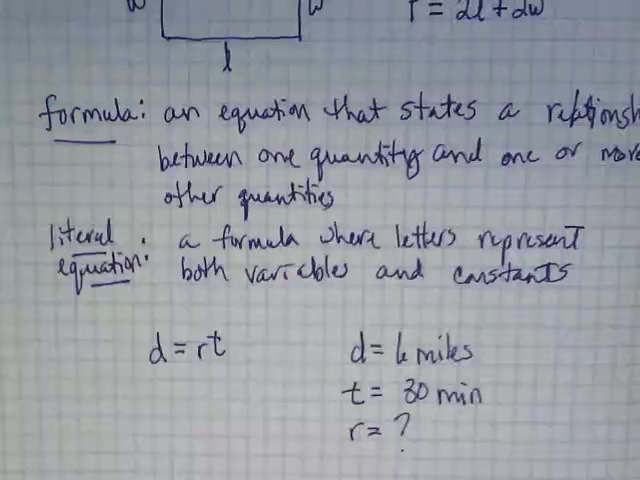 w w P = 2l + 2w
l
formula: an equation that states a relationsh
between one quantity and one or more
other quantities
literal equation: a formula where letters represent
both variables and constants
d = rt d = 6 miles
t = 30 min
r = ?